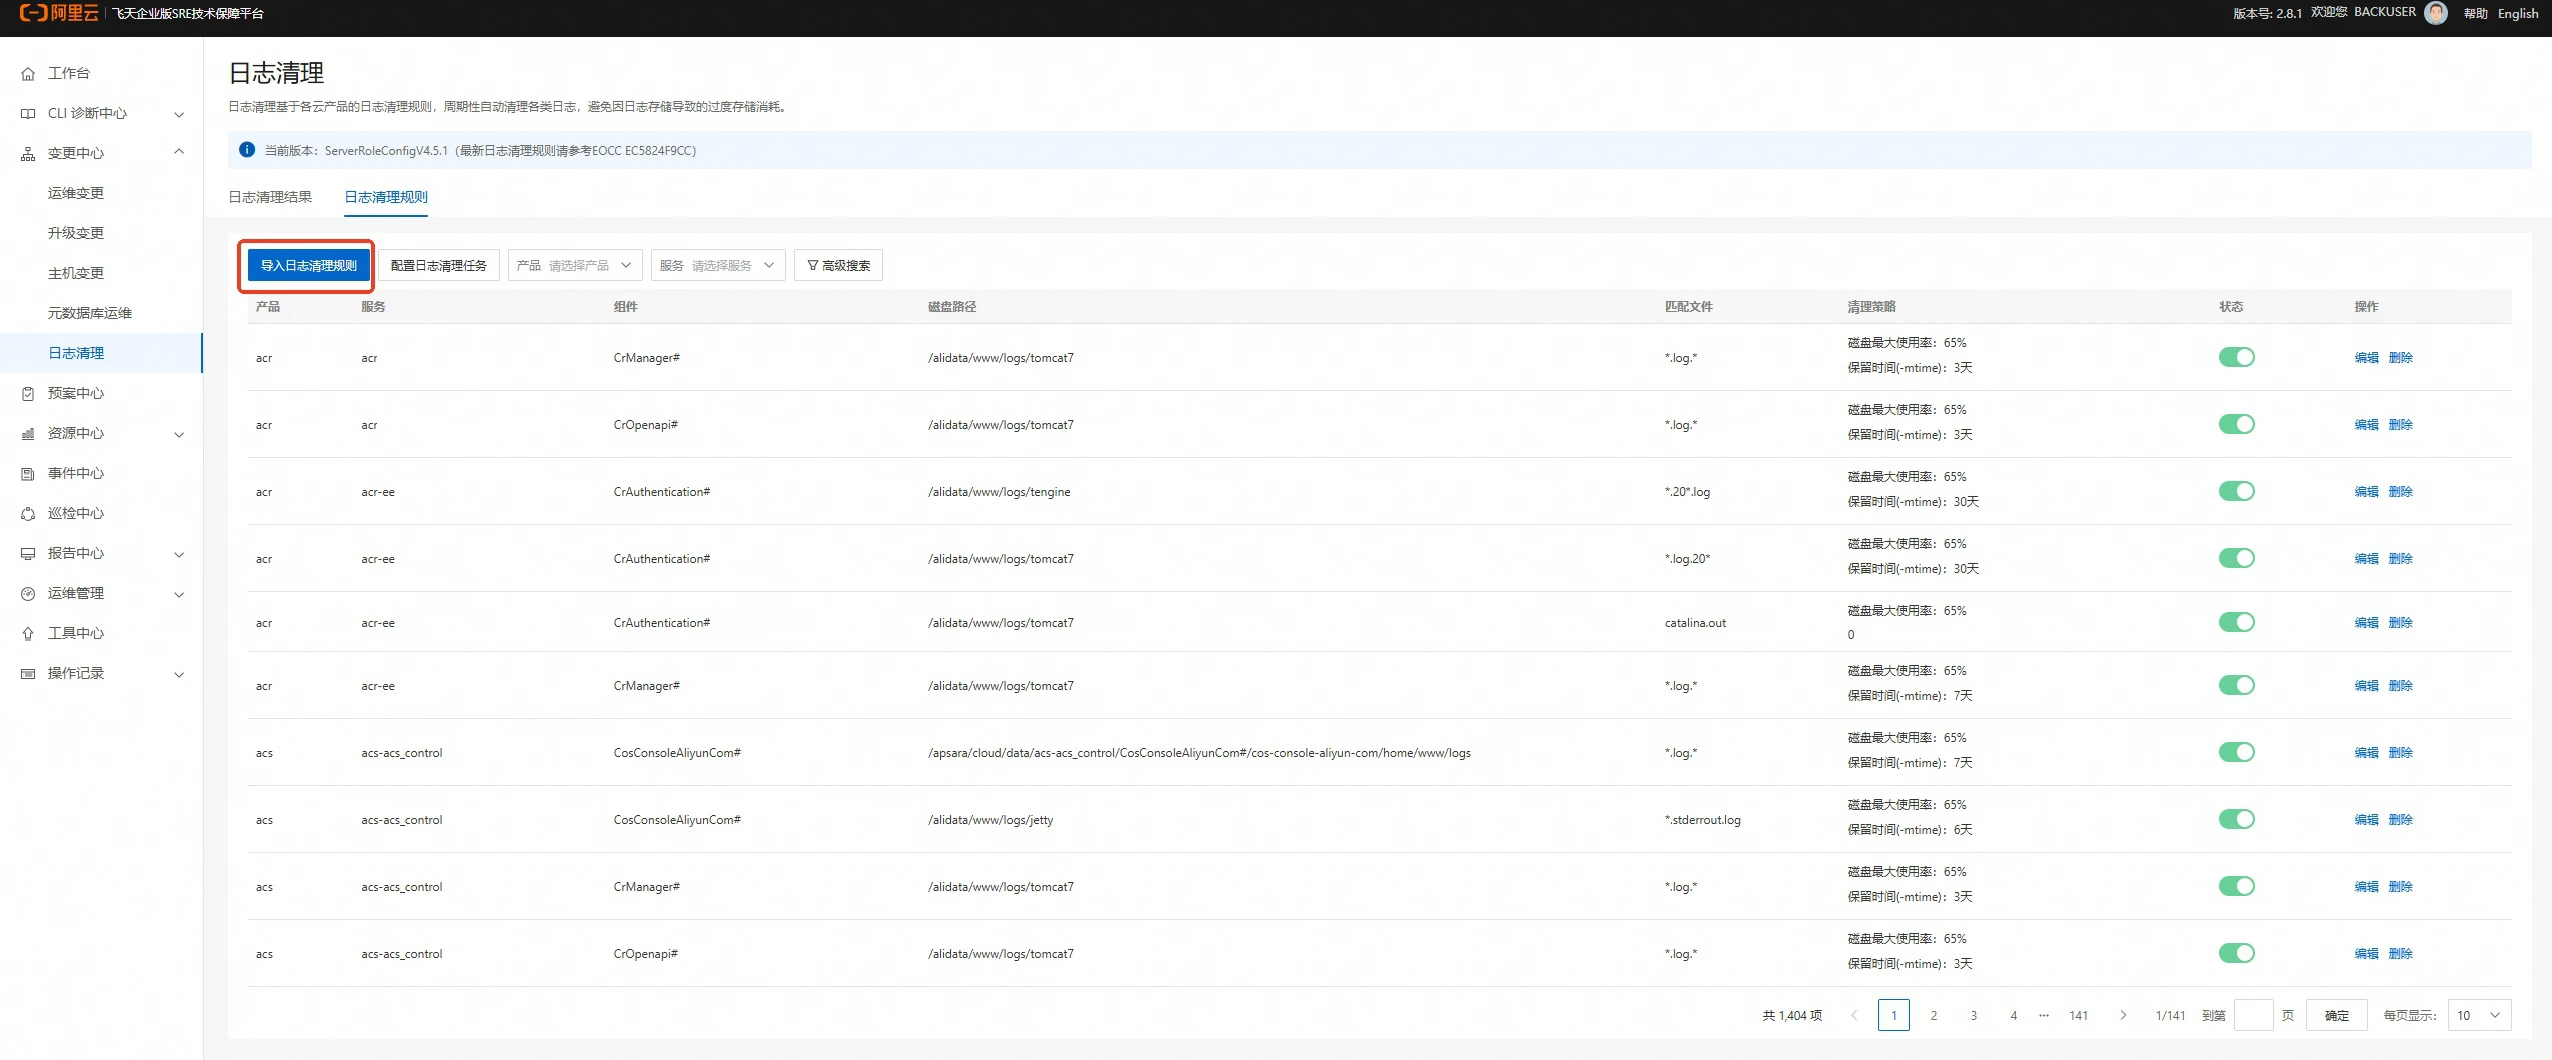 阿里云 飞天企业版SRE技术保障平台 版本号: 2.8.1 欢迎您 BACKUSER 帮助 English
工作台
CLI 诊断中心
变更中心
运维变更
升级变更
主机变更
元数据库运维
日志清理
预案中心
资源中心
事件中心
巡检中心
报告中心
运维管理
工具中心
操作记录
日志清理
日志清理基于各云产品的日志清理规则，周期性自动清理各类日志，避免因日志存储导致的过度存储消耗。
当前版本：ServerRoleConfigV4.5.1（最新日志清理规则请参考EOCC EC5824F9CC）
日志清理结果 日志清理规则
导入日志清理规则 配置日志清理任务 产品 请选择产品 服务 请选择服务 高级搜索
产品 服务 组件 磁盘路径 匹配文件 清理策略 状态 操作
acr acr CrManager# /alidata/www/logs/tomcat7 *.log.* 磁盘最大使用率：65% 编辑 删除
保留时间(-mtime)：3天
acr acr CrOpenapi# /alidata/www/logs/tomcat7 *.log.* 磁盘最大使用率：65% 编辑 删除
保留时间(-mtime)：3天
acr acr-ee CrAuthentication# /alidata/www/logs/tengine *.20*.log 磁盘最大使用率：65% 编辑 删除
保留时间(-mtime)：30天
acr acr-ee CrAuthentication# /alidata/www/logs/tomcat7 *.log.20* 磁盘最大使用率：65% 编辑 删除
保留时间(-mtime)：30天
acr acr-ee CrAuthentication# /alidata/www/logs/tomcat7 catalina.out 磁盘最大使用率：65% 编辑 删除
0
acr acr-ee CrManager# /alidata/www/logs/tomcat7 *.log.* 磁盘最大使用率：65% 编辑 删除
保留时间(-mtime)：7天
acs acs-acs_control CosConsoleAliyunCom# /apsara/cloud/data/acs-acs_control/CosConsoleAliyunCom#/cos-console-aliyun-com/home/www/logs *.log.* 磁盘最大使用率：65% 编辑 删除
保留时间(-mtime)：7天
acs acs-acs_control CosConsoleAliyunCom# /alidata/www/logs/jetty *.stderrout.log 磁盘最大使用率：65% 编辑 删除
保留时间(-mtime)：6天
acs acs-acs_control CrManager# /alidata/www/logs/tomcat7 *.log.* 磁盘最大使用率：65% 编辑 删除
保留时间(-mtime)：3天
acs acs-acs_control CrOpenapi# /alidata/www/logs/tomcat7 *.log.* 磁盘最大使用率：65% 编辑 删除
保留时间(-mtime)：3天
共 1,404 项 1 2 3 4 ··· 141 1/141 到第 页 确定 每页显示： 10